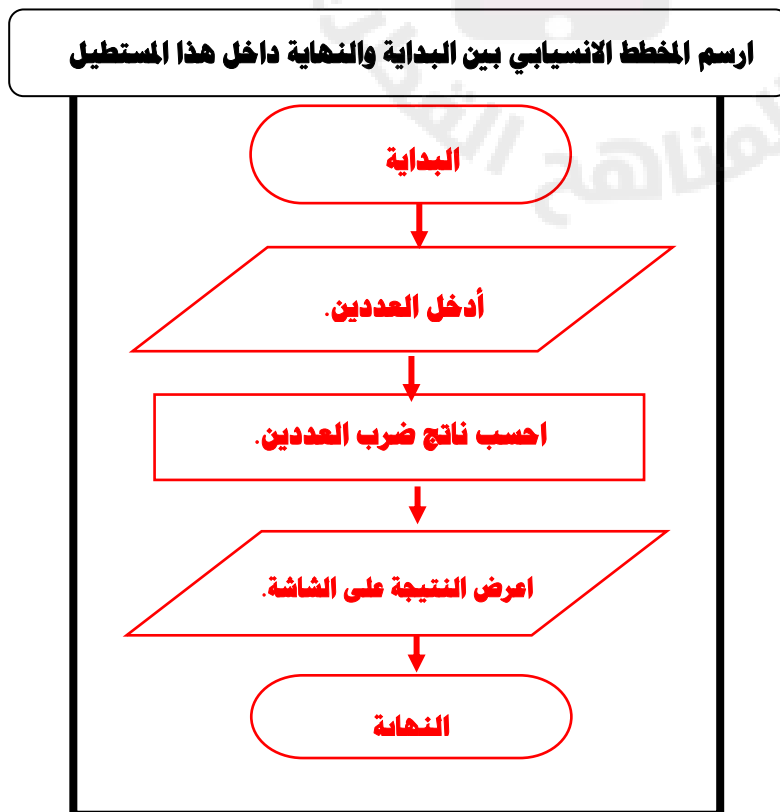 ارسم المخطط الانسيابي بين البداية والنهاية داخل هذا المستطيل
البداية
أدخل العددين.
احسب ناتج ضرب العددين.
اعرض النتيجة على الشاشة.
النهاية